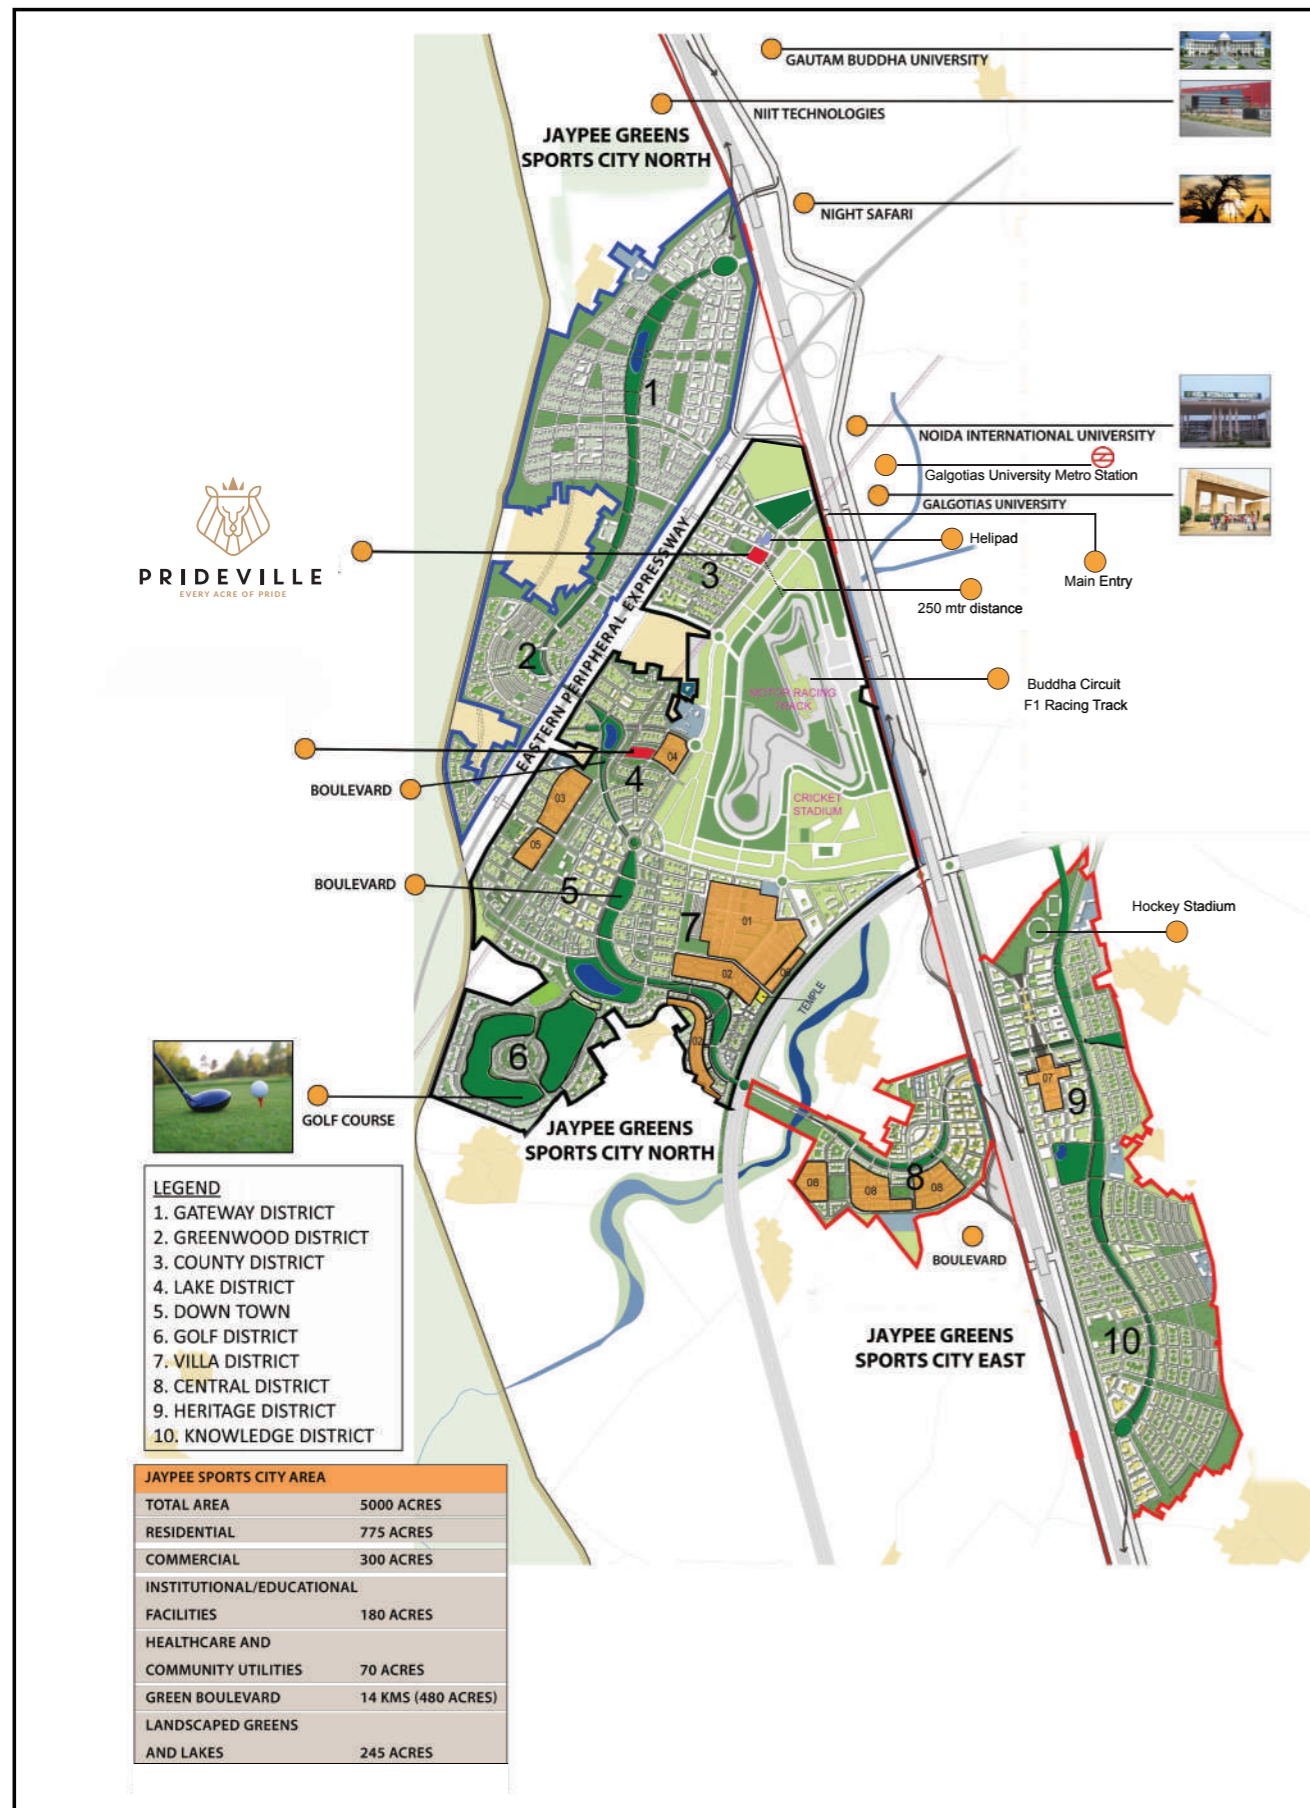 GAUTAM BUDDHA UNIVERSITY
NIIT TECHNOLOGIES
JAYPEE GREENS
SPORTS CITY NORTH
NIGHT SAFARI
1
NOIDA INTERNATIONAL UNIVERSITY
Galgotias University Metro Station
GALGOTIAS UNIVERSITY
Helipad
Main Entry
250 mtr distance
PRIDEVILLE
EVERY ACRE OF PRIDE
3
2
EASTERN PERIPHERAL EXPRESSWAY
MOTOR RACING
TRACK
Buddha Circuit
F1 Racing Track
04
4
BOULEVARD
03
CRICKET
STADIUM
05
BOULEVARD
5
7
01
Hockey Stadium
02
06
TEMPLE
02
6
07
9
GOLF COURSE
JAYPEE GREENS
SPORTS CITY NORTH
08
08
8
08
BOULEVARD
JAYPEE GREENS
SPORTS CITY EAST
10
LEGEND
1. GATEWAY DISTRICT
2. GREENWOOD DISTRICT
3. COUNTY DISTRICT
4. LAKE DISTRICT
5. DOWN TOWN
6. GOLF DISTRICT
7. VILLA DISTRICT
8. CENTRAL DISTRICT
9. HERITAGE DISTRICT
10. KNOWLEDGE DISTRICT
JAYPEE SPORTS CITY AREA
TOTAL AREA 5000 ACRES
RESIDENTIAL 775 ACRES
COMMERCIAL 300 ACRES
INSTITUTIONAL/EDUCATIONAL
FACILITIES 180 ACRES
HEALTHCARE AND
COMMUNITY UTILITIES 70 ACRES
GREEN BOULEVARD 14 KMS (480 ACRES)
LANDSCAPED GREENS
AND LAKES 245 ACRES